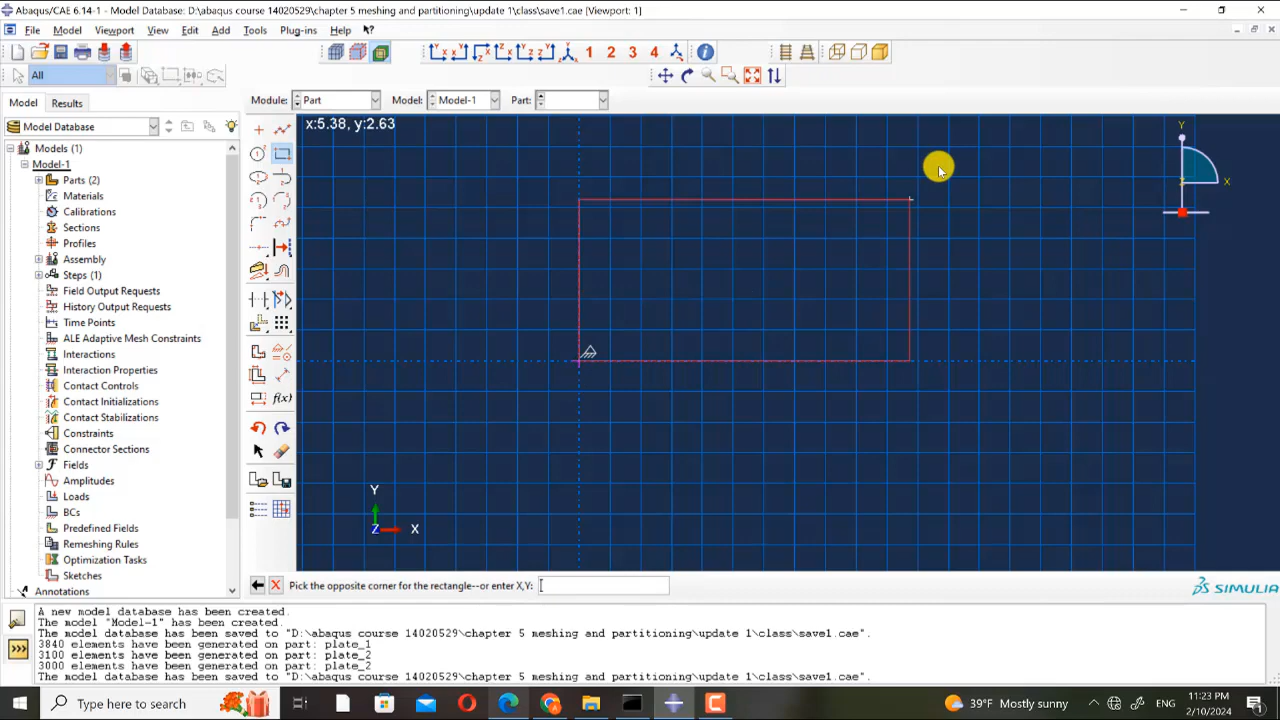 Abaqus/CAE 6.14-1 - Model Database: D:\abaqus course 14020529\chapter 5 meshing and partitioning\update 1\class\save1.cae [Viewport: 1]
File Model Viewport View Edit Add Tools Plug-ins Help
1 2 3 4
All
Model Results
Module: Part Model: Model-1 Part:
Model Database
x:5.38, y:2.63
Models (1)
Model-1
Parts (2)
Materials
Calibrations
Sections
Profiles
Assembly
Steps (1)
Field Output Requests
History Output Requests
Time Points
ALE Adaptive Mesh Constraints
Interactions
Interaction Properties
Contact Controls
Contact Initializations
Contact Stabilizations
Constraints
Connector Sections
Fields
Amplitudes
Loads
BCs
Predefined Fields
Remeshing Rules
Optimization Tasks
Sketches
Annotations
f(x)
Y
Z X
Y
X
Pick the opposite corner for the rectangle--or enter X,Y:
SIMULIA
A new model database has been created.
The model "Model-1" has been created.
The model database has been saved to "D:\abaqus course 14020529\chapter 5 meshing and partitioning\update 1\class\save1.cae".
3840 elements have been generated on part: plate_1
3100 elements have been generated on part: plate_2
3000 elements have been generated on part: plate_2
The model database has been saved to "D:\abaqus course 14020529\chapter 5 meshing and partitioning\update 1\class\save1.cae".
Type here to search
39°F Mostly sunny
ENG
11:23 PM
2/10/2024